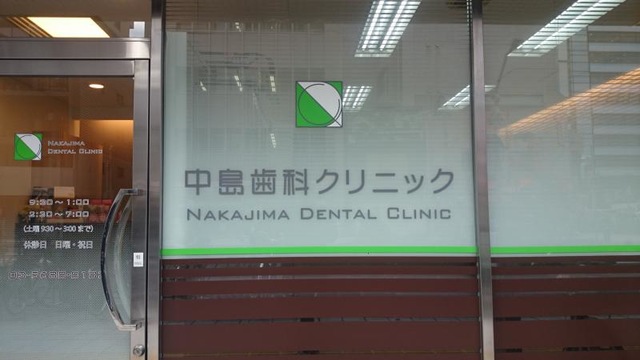 NAKAJIMA
DENTAL CLINIC
9:30〜1:00
2:30〜7:00
(土曜 9:30〜3:00まで)
休診日 日曜・祝日
中島歯科クリニック
NAKAJIMA DENTAL CLINIC